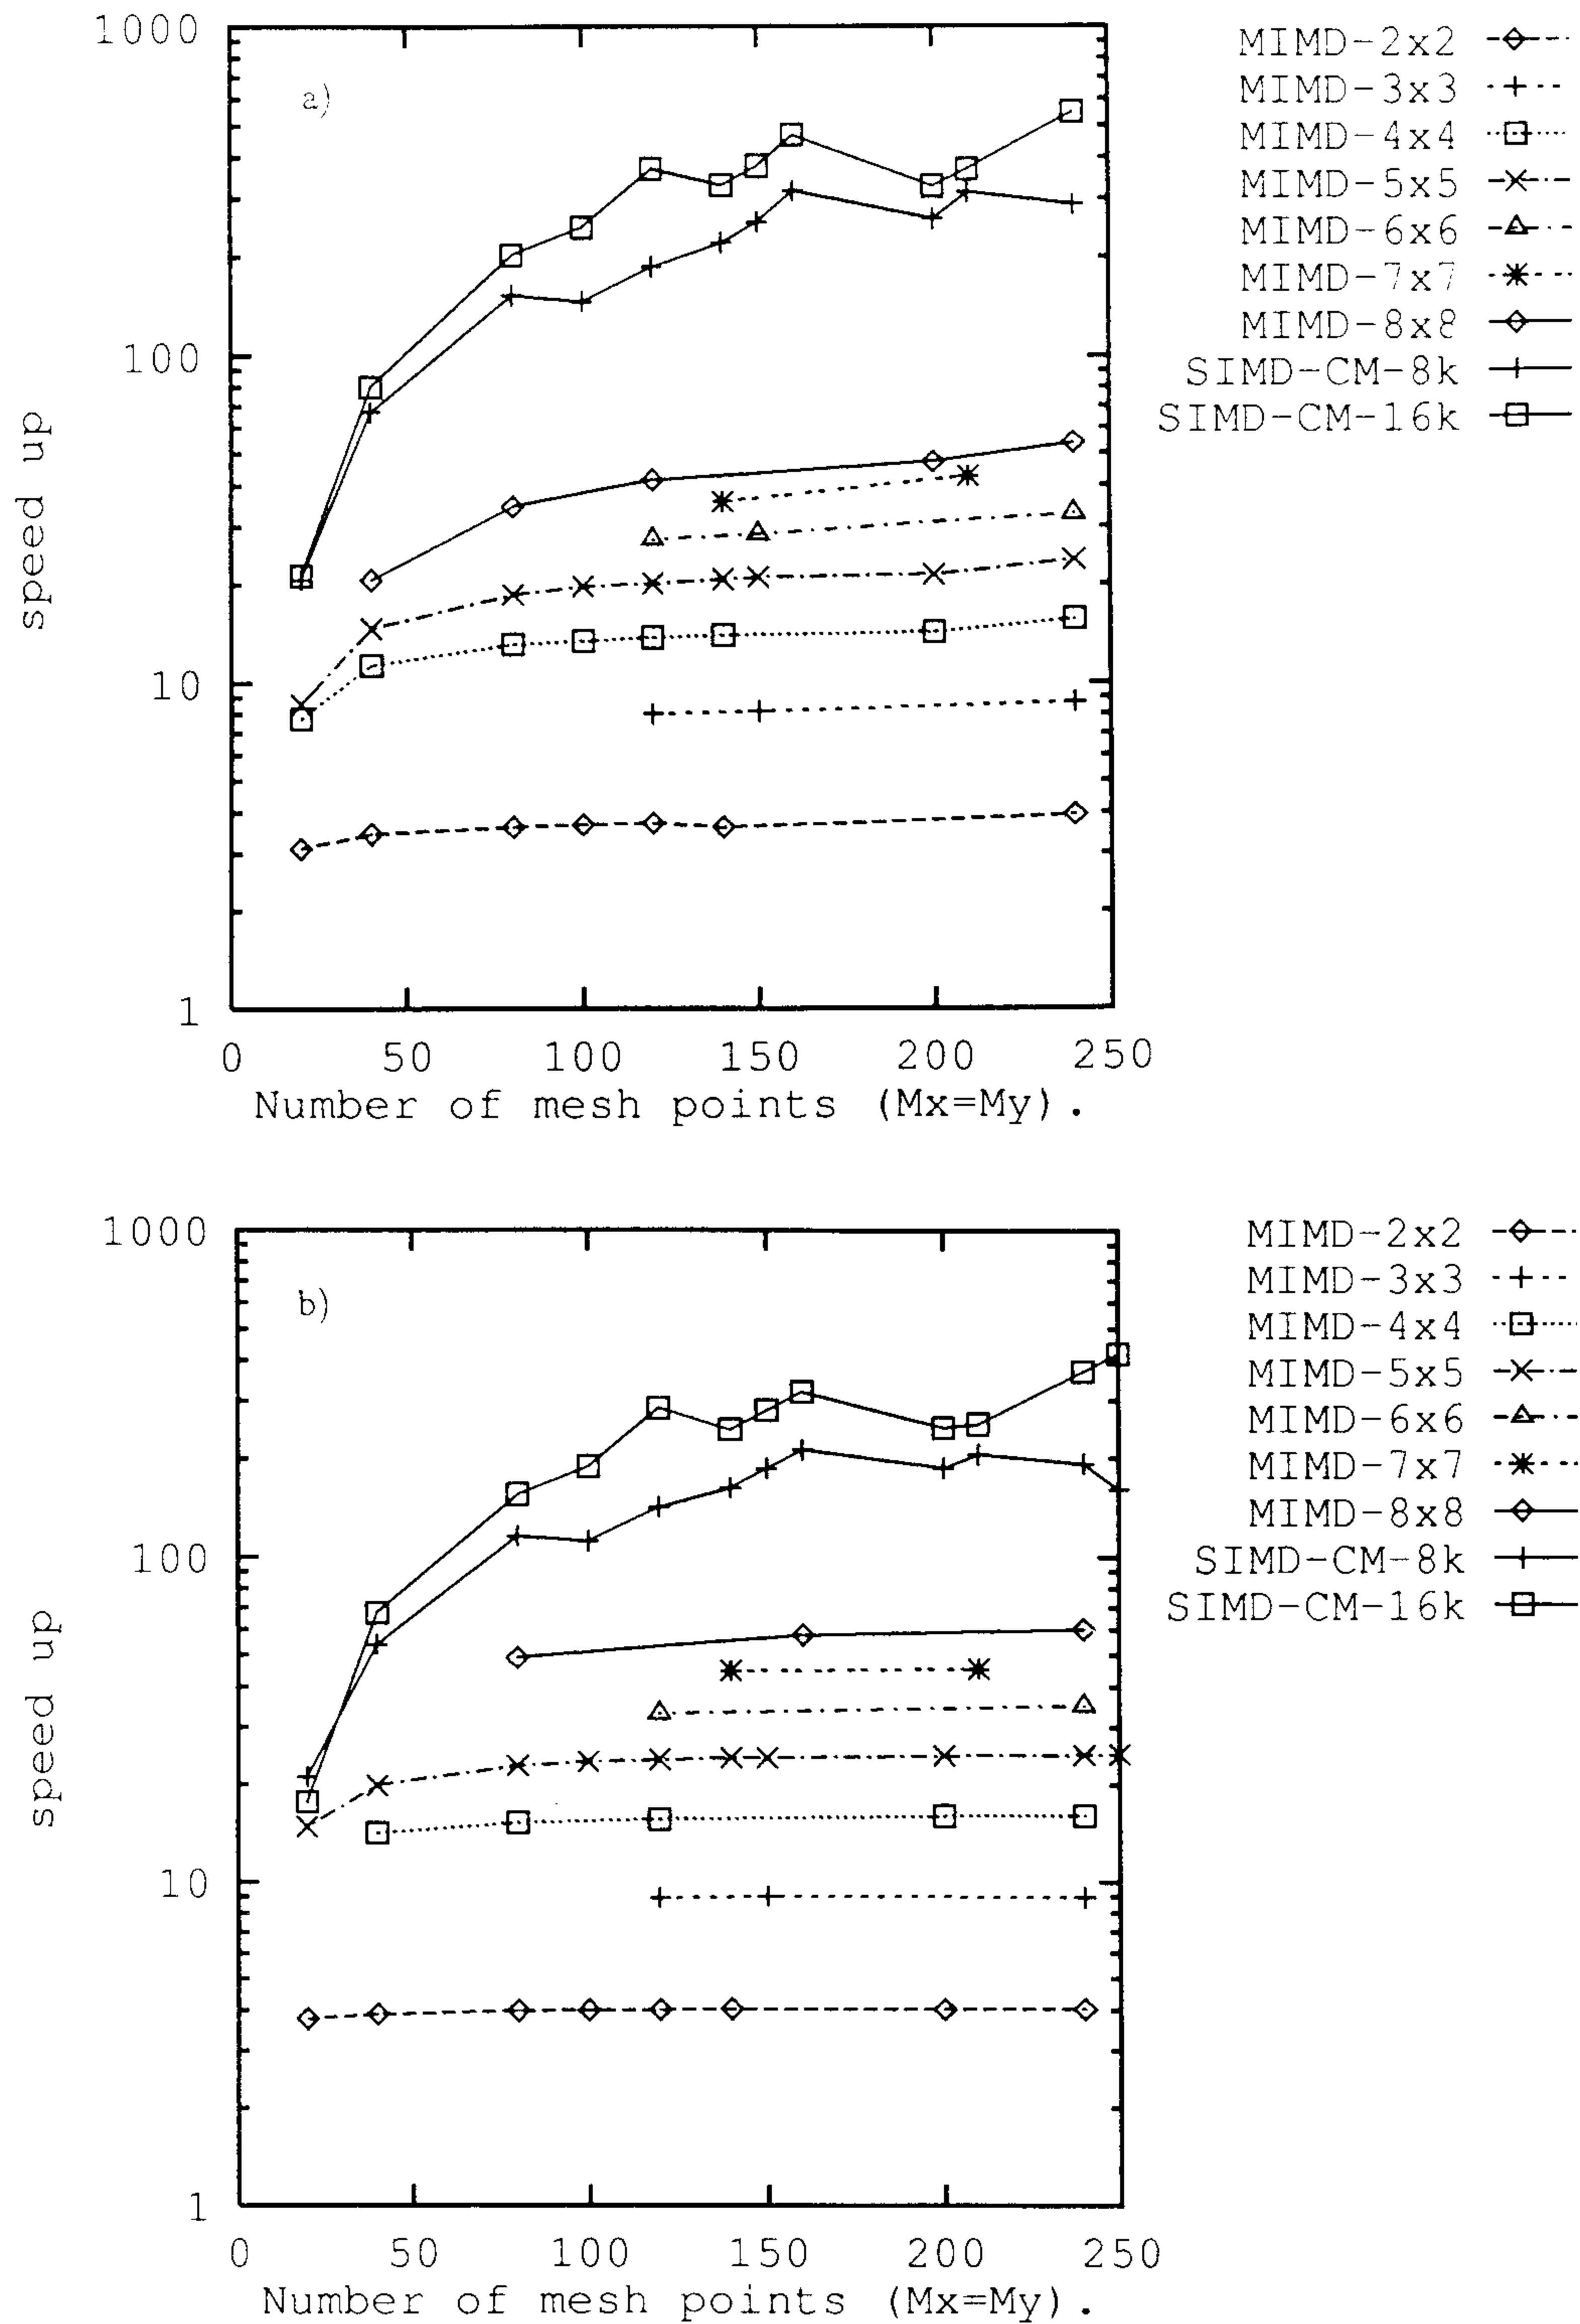 1000
100
10
1
speed up
a)
0 50 100 150 200 250
Number of mesh points (Mx=My).
MIMD-2x2
MIMD-3x3
MIMD-4x4
MIMD-5x5
MIMD-6x6
MIMD-7x7
MIMD-8x8
SIMD-CM-8k
SIMD-CM-16k
1000
100
10
1
speed up
b)
0 50 100 150 200 250
Number of mesh points (Mx=My).
MIMD-2x2
MIMD-3x3
MIMD-4x4
MIMD-5x5
MIMD-6x6
MIMD-7x7
MIMD-8x8
SIMD-CM-8k
SIMD-CM-16k